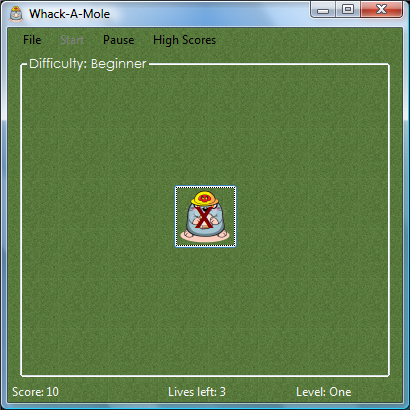 Whack-A-Mole
File Start Pause High Scores
Difficulty: Beginner
X
Score: 10 Lives left: 3 Level: One